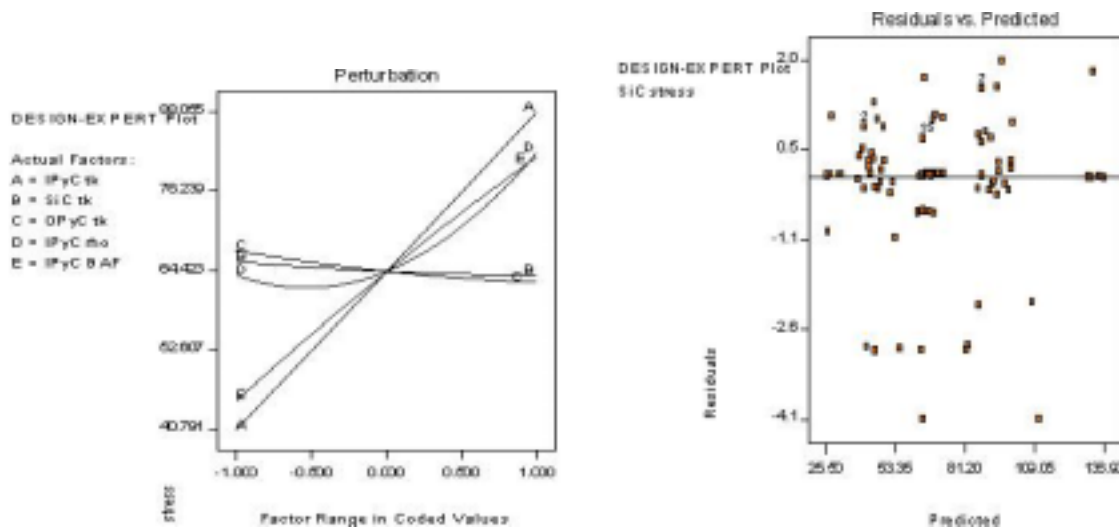 Perturbation
DESIGN-EXPERT Plot
Actual Factors:
A = IPyC tk
B = SiC tk
C = OPyC tk
D = IPyC rho
E = IPyC BAF
76.239
64.423
40.791
-1.000
-0.500
0.000
0.500
1.000
stress
Factor Range in Coded Values
A
D
E
C
D
B
C
E
A
Residuals vs. Predicted
DESIGN-EXPERT Plot
SiC stress
2.0
0.5
-1.1
-2.6
-4.1
Residuals
2
2
25.50
53.35
81.20
109.05
Predicted